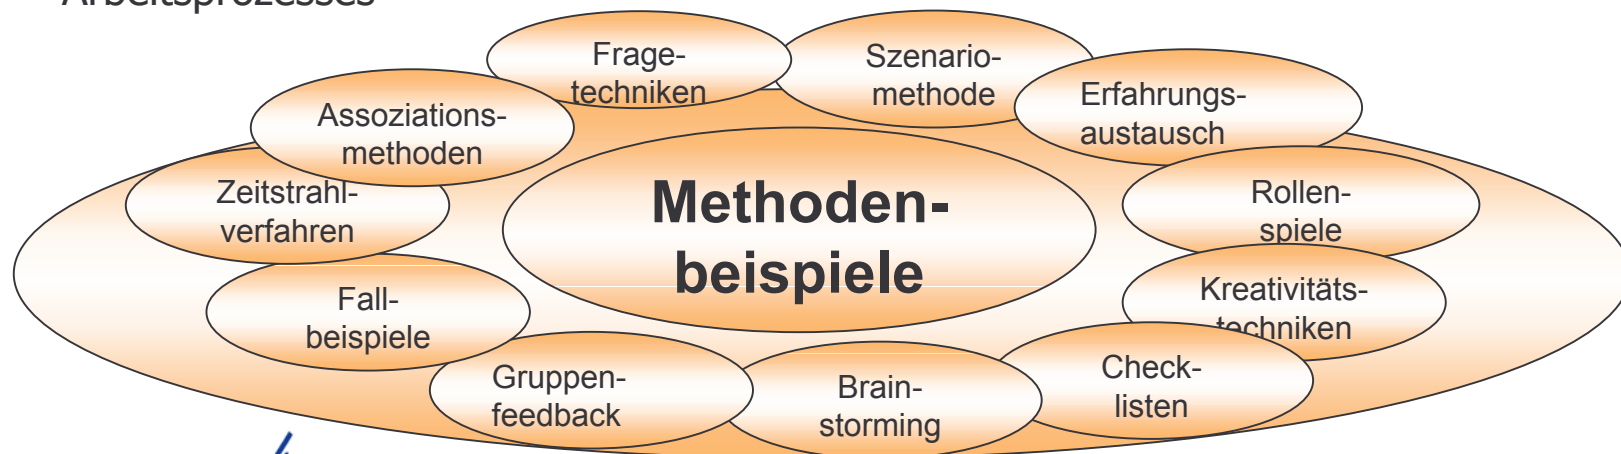 Arbeitsprozesses
Frage-
techniken
Szenario-
methode
Erfahrungs-
austausch
Assoziations-
methoden
Zeitstrahl-
verfahren
Methoden-
beispiele
Rollen-
spiele
Kreativitäts-
techniken
Fall-
beispiele
Gruppen-
feedback
Brain-
storming
Check-
listen